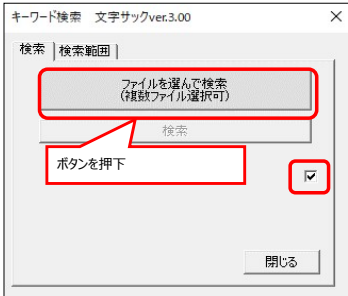 キーワード検索　文字サックver.3.00
検索 検索範囲
ファイルを選んで検索
(複数ファイル選択可)
検索
ボタンを押下
閉じる